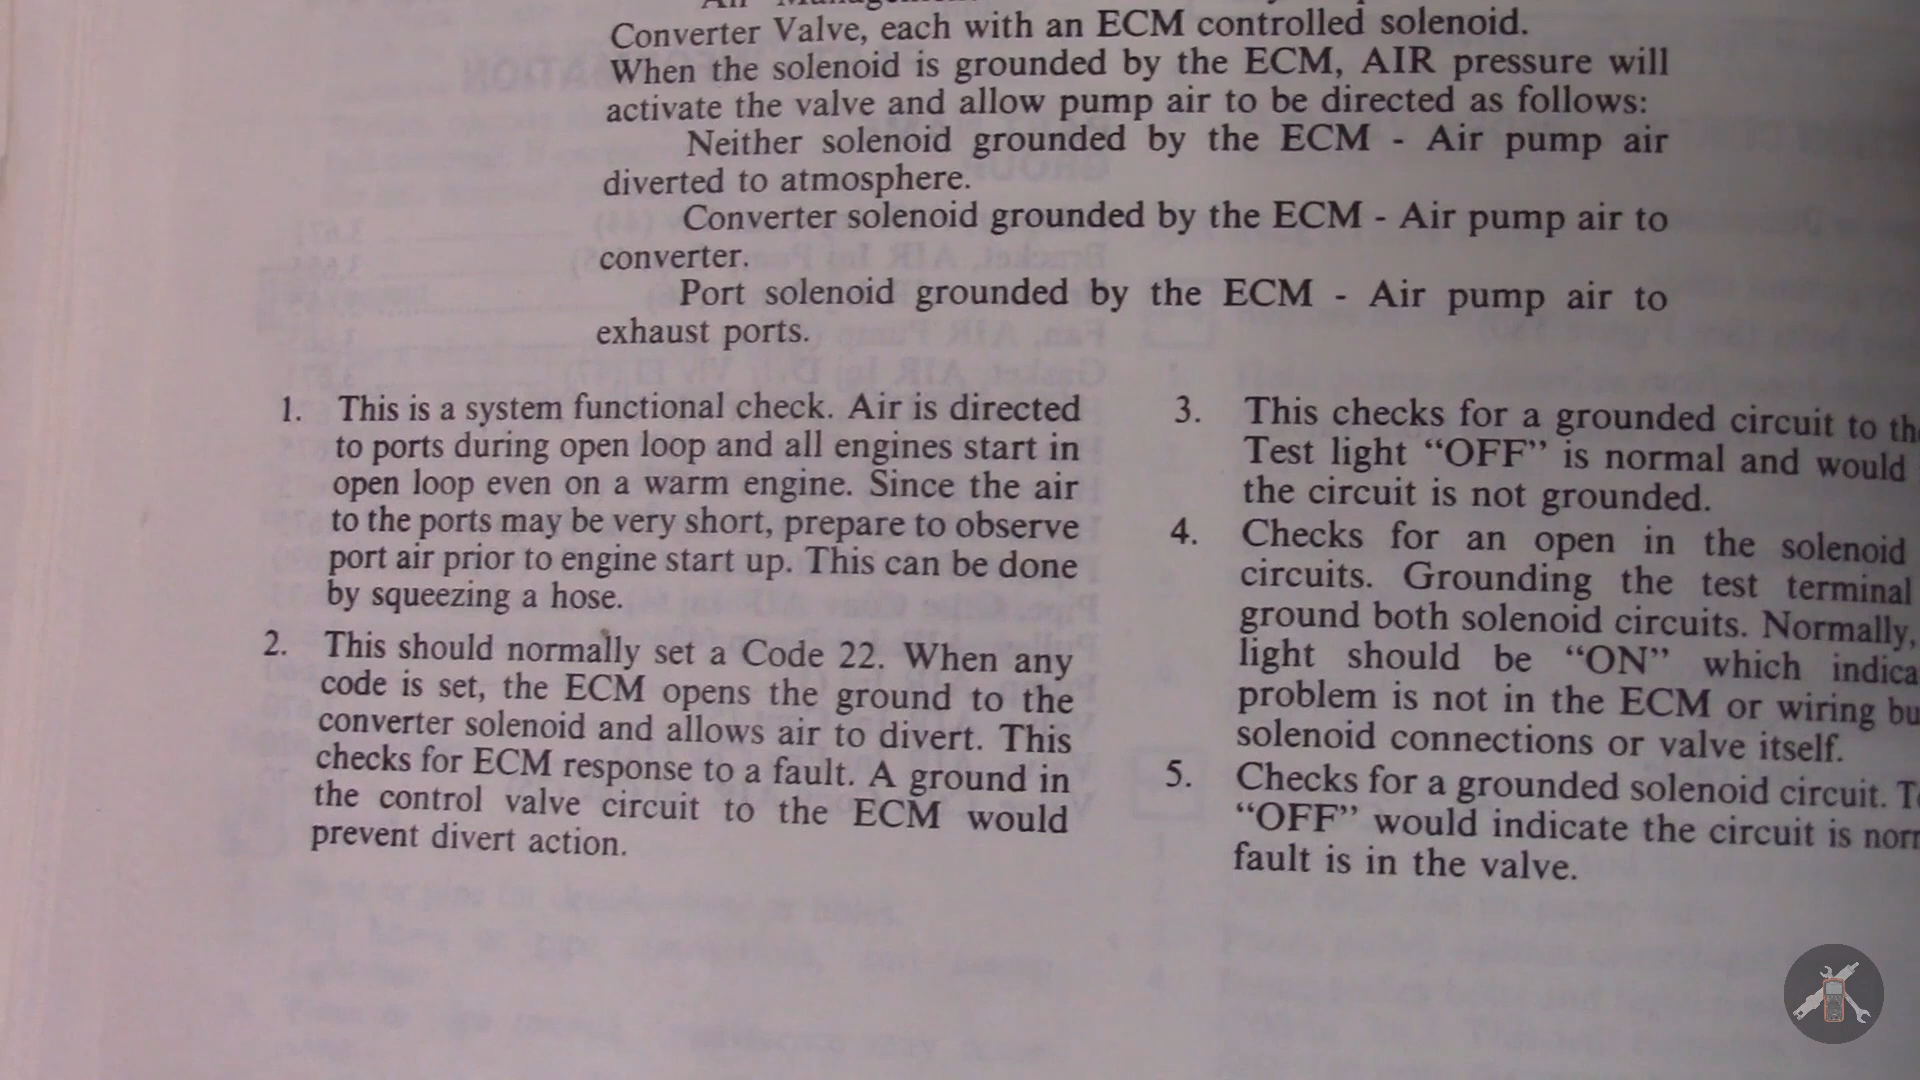 Air Management
Converter Valve, each with an ECM controlled solenoid.
When the solenoid is grounded by the ECM, AIR pressure will
activate the valve and allow pump air to be directed as follows:
Neither solenoid grounded by the ECM - Air pump air
diverted to atmosphere.
Converter solenoid grounded by the ECM - Air pump air to
converter.
Port solenoid grounded by the ECM - Air pump air to
exhaust ports.
1. This is a system functional check. Air is directed
to ports during open loop and all engines start in
open loop even on a warm engine. Since the air
to the ports may be very short, prepare to observe
port air prior to engine start up. This can be done
by squeezing a hose.
2. This should normally set a Code 22. When any
code is set, the ECM opens the ground to the
converter solenoid and allows air to divert. This
checks for ECM response to a fault. A ground in
the control valve circuit to the ECM would
prevent divert action.
3. This checks for a grounded circuit to
Test light “OFF” is normal and would
the circuit is not grounded.
4. Checks for an open in the solenoid
circuits. Grounding the test terminal
ground both solenoid circuits. Normally,
light should be “ON” which
problem is not in the ECM or wiring
solenoid connections or valve itself.
5. Checks for a grounded solenoid circuit.
“OFF” would indicate the circuit is
fault is in the valve.